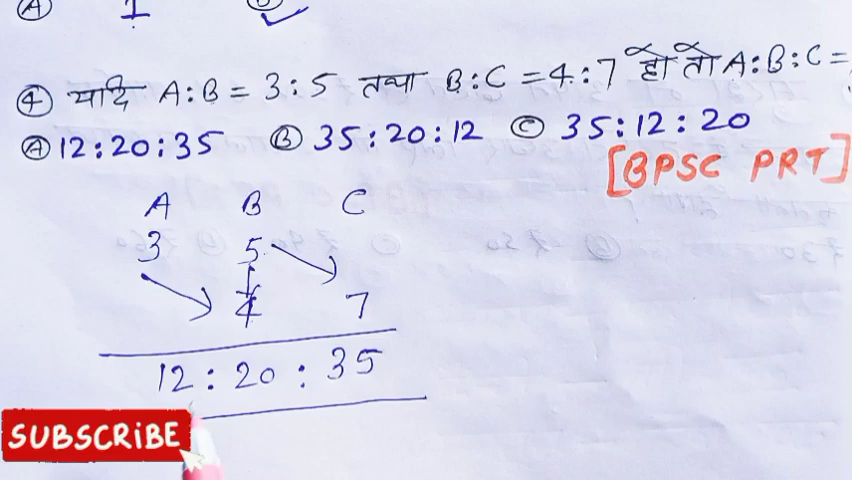 Ⓐ 1 Ⓑ
④ यदि A:B = 3:5 तथा B:C = 4:7 हो तो A:B:C =
Ⓐ 12:20:35 Ⓑ 35:20:12 Ⓒ 35:12:20
[BPSC PRT]
A B C
3 5
4 7
12 : 20 : 35
SUBSCRIBE